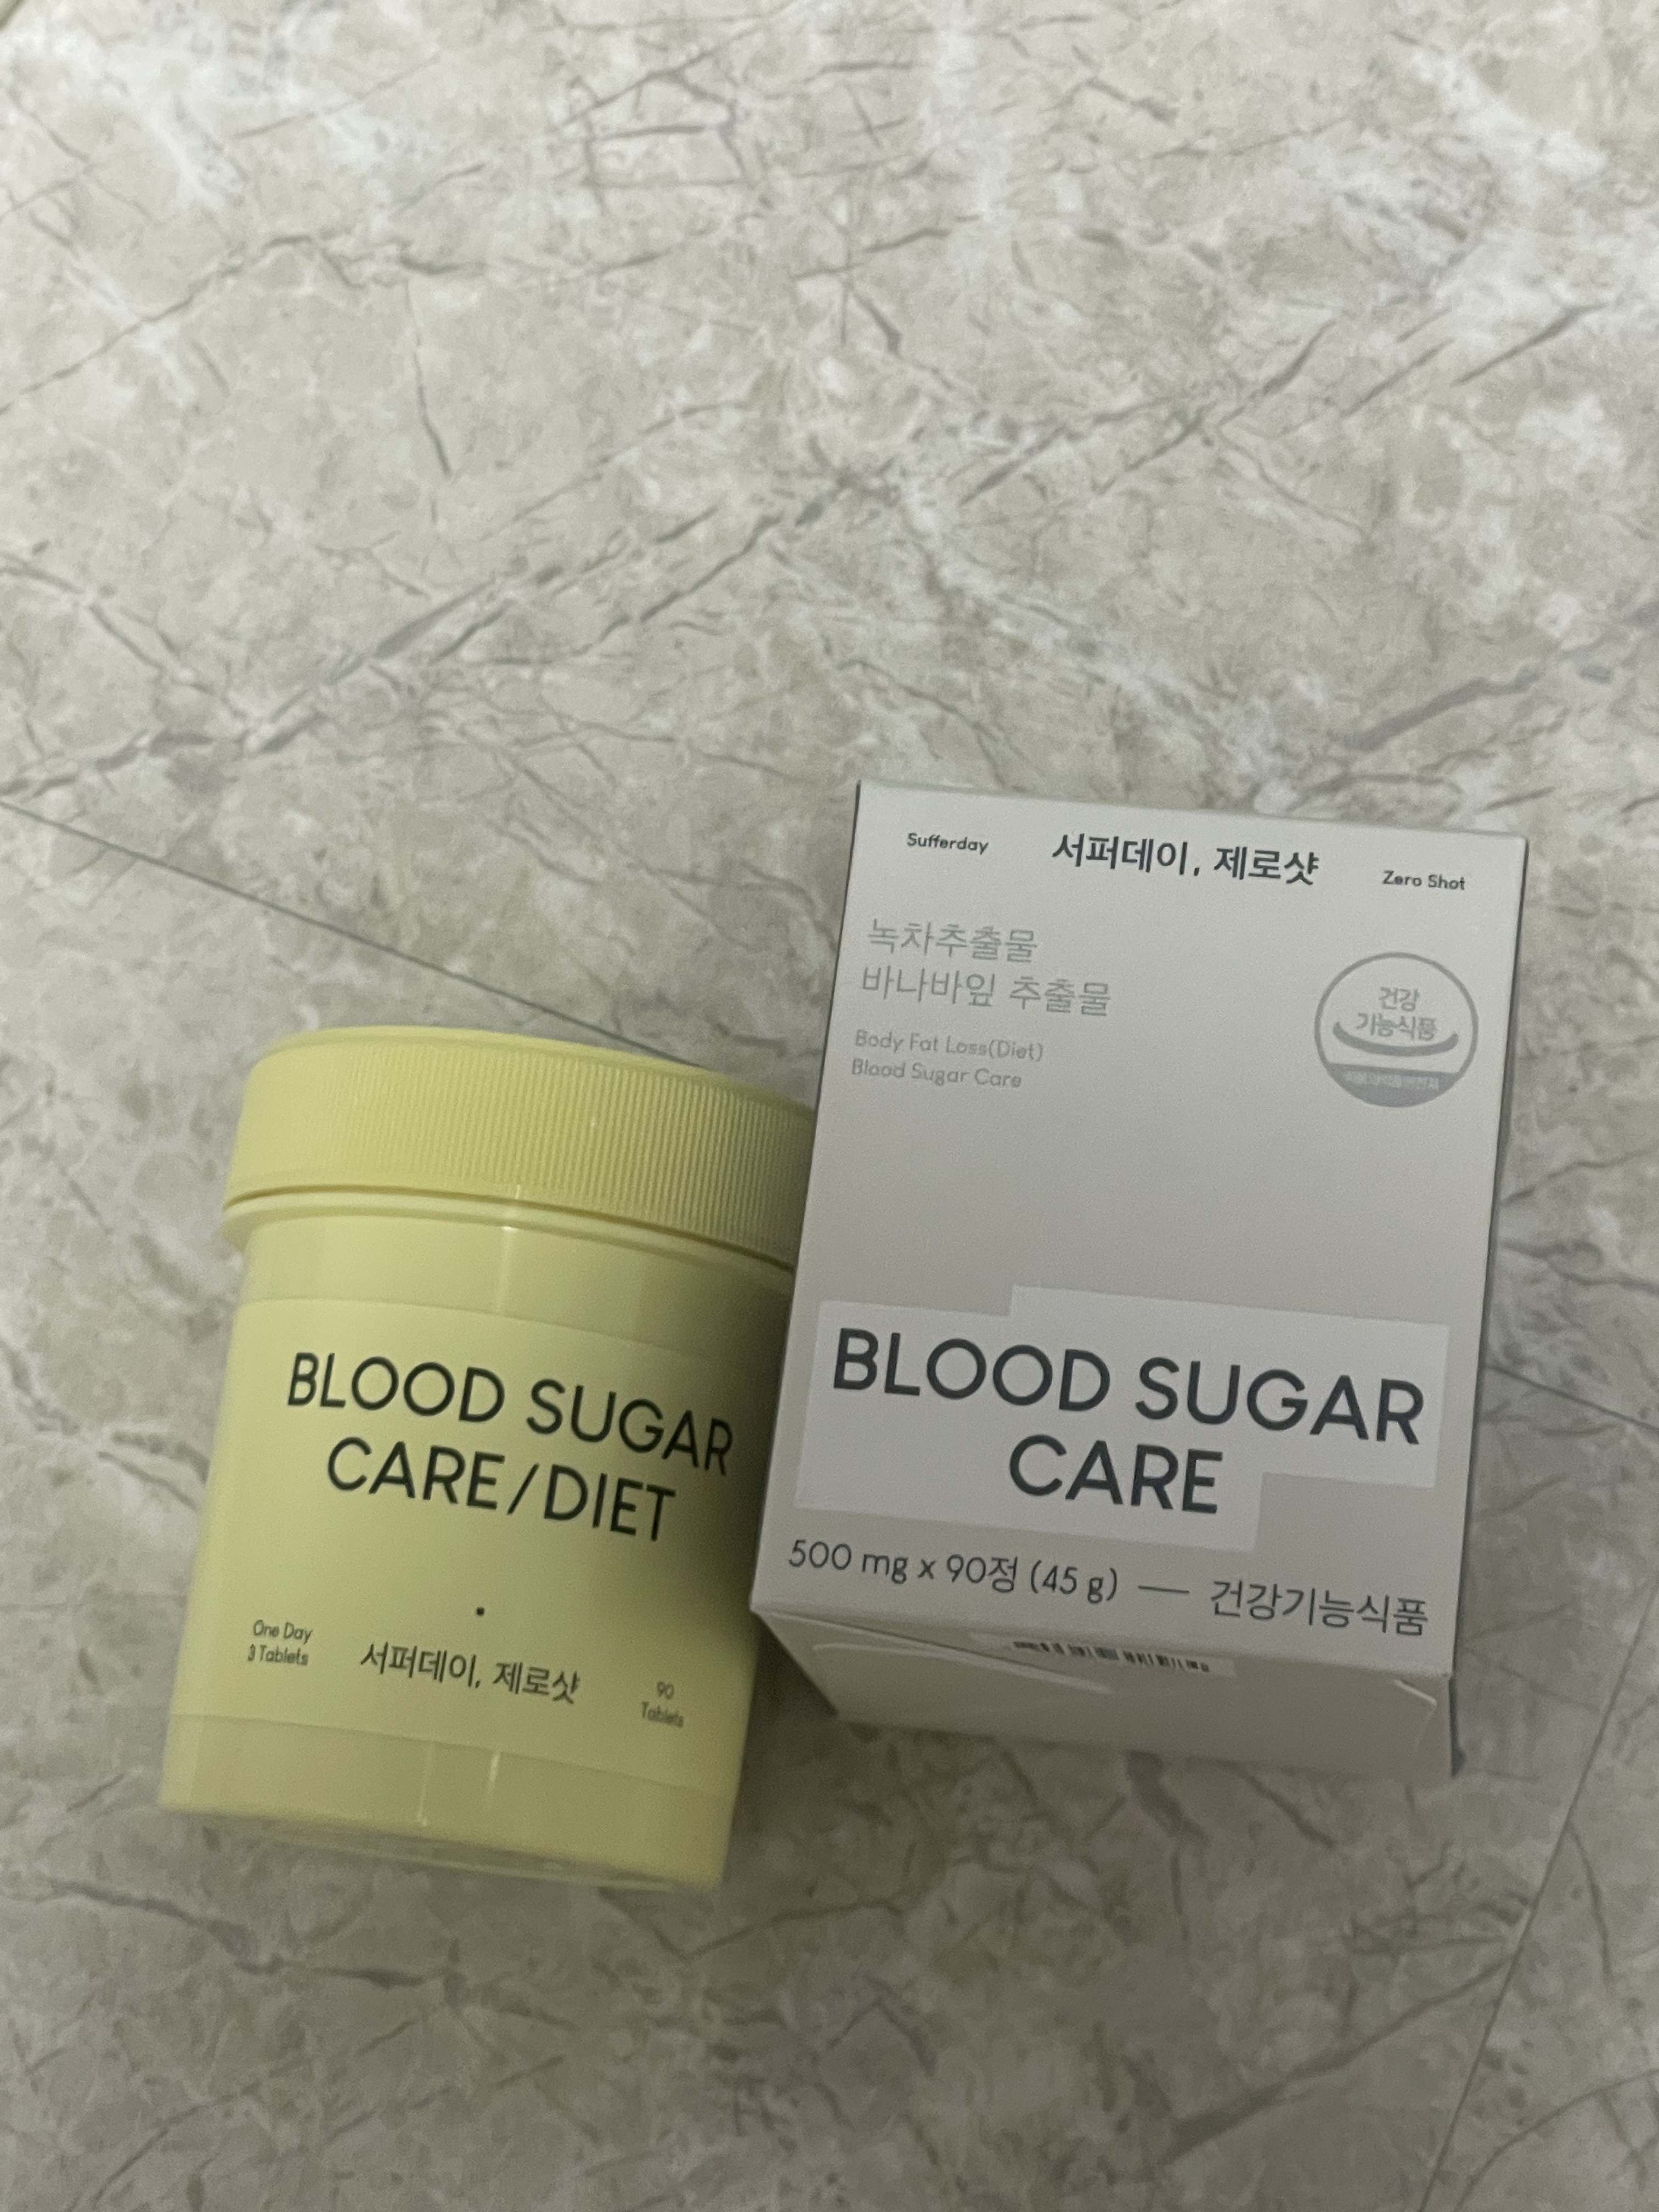 Sufferday
서퍼데이, 제로샷
Zero Shot
녹차추출물
바나바잎 추출물
Body Fat Loss(Diet)
Blood Sugar Care
건강
기능식품
BLOOD SUGAR
CARE
500 mg x 90정 (45 g) — 건강기능식품
BLOOD SUGAR
CARE/DIET
One Day
3 Tablets
서퍼데이, 제로샷
90
Tablets